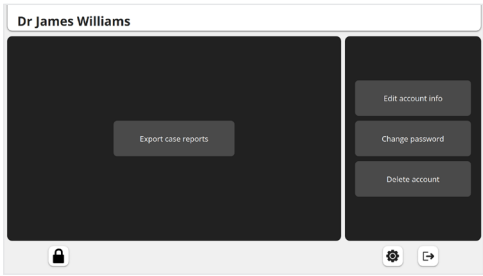 Dr James Williams
Export case reports
Edit account info
Change password
Delete account